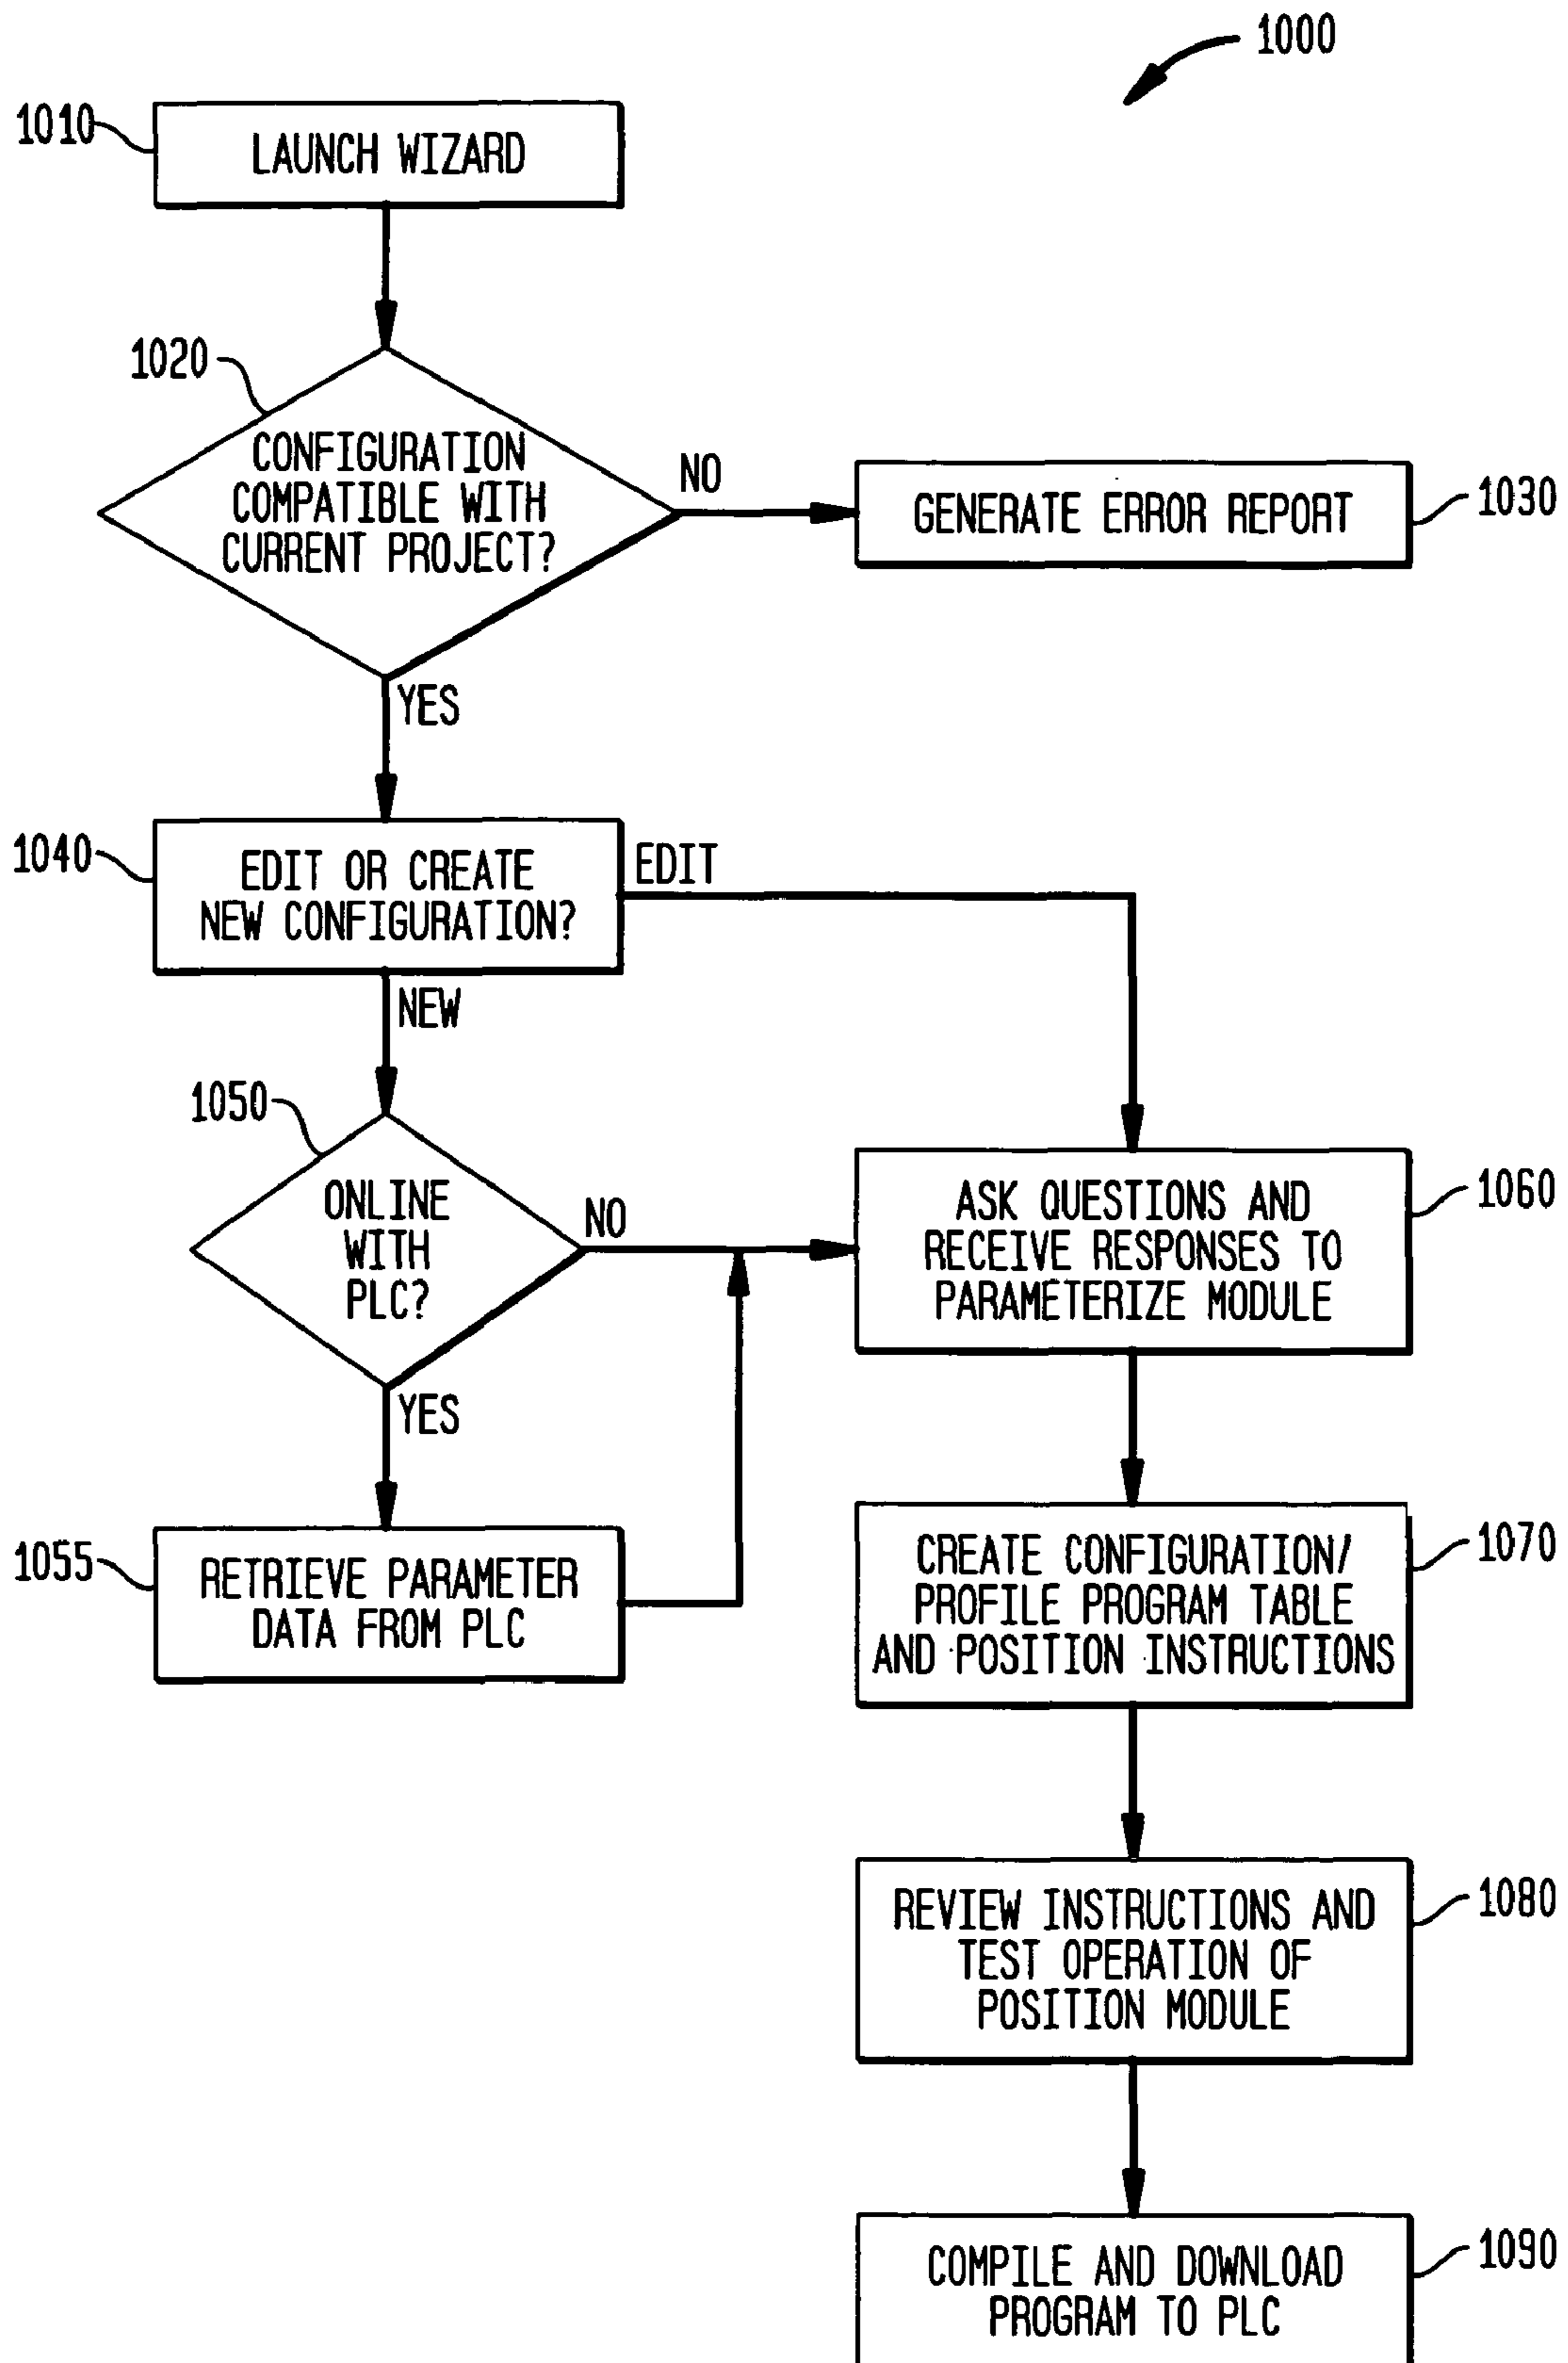 1000
1010
LAUNCH WIZARD
1020
CONFIGURATION
COMPATIBLE WITH
CURRENT PROJECT?
NO
GENERATE ERROR REPORT
1030
YES
1040
EDIT OR CREATE
NEW CONFIGURATION?
EDIT
NEW
1050
ONLINE
WITH
PLC?
NO
ASK QUESTIONS AND
RECEIVE RESPONSES TO
PARAMETERIZE MODULE
1060
YES
1055
RETRIEVE PARAMETER
DATA FROM PLC
CREATE CONFIGURATION/
PROFILE PROGRAM TABLE
AND POSITION INSTRUCTIONS
1070
REVIEW INSTRUCTIONS AND
TEST OPERATION OF
POSITION MODULE
1080
COMPILE AND DOWNLOAD
PROGRAM TO PLC
1090